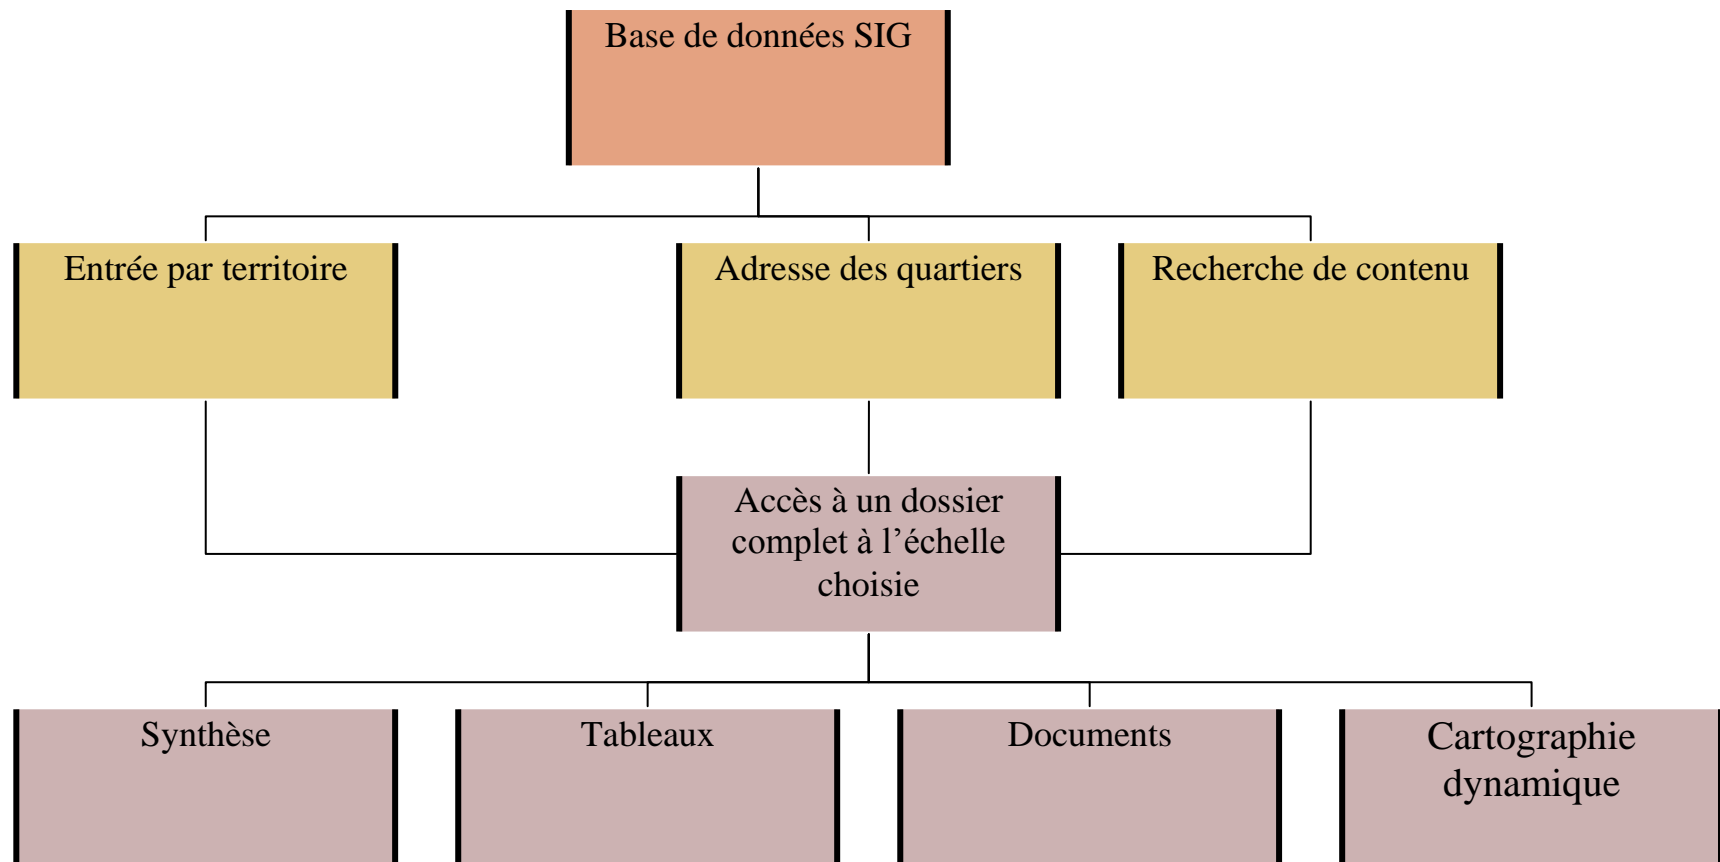 Base de données SIG
Entrée par territoire
Adresse des quartiers
Recherche de contenu
Accès à un dossier
complet à l’échelle
choisie
Synthèse
Tableaux
Documents
Cartographie
dynamique